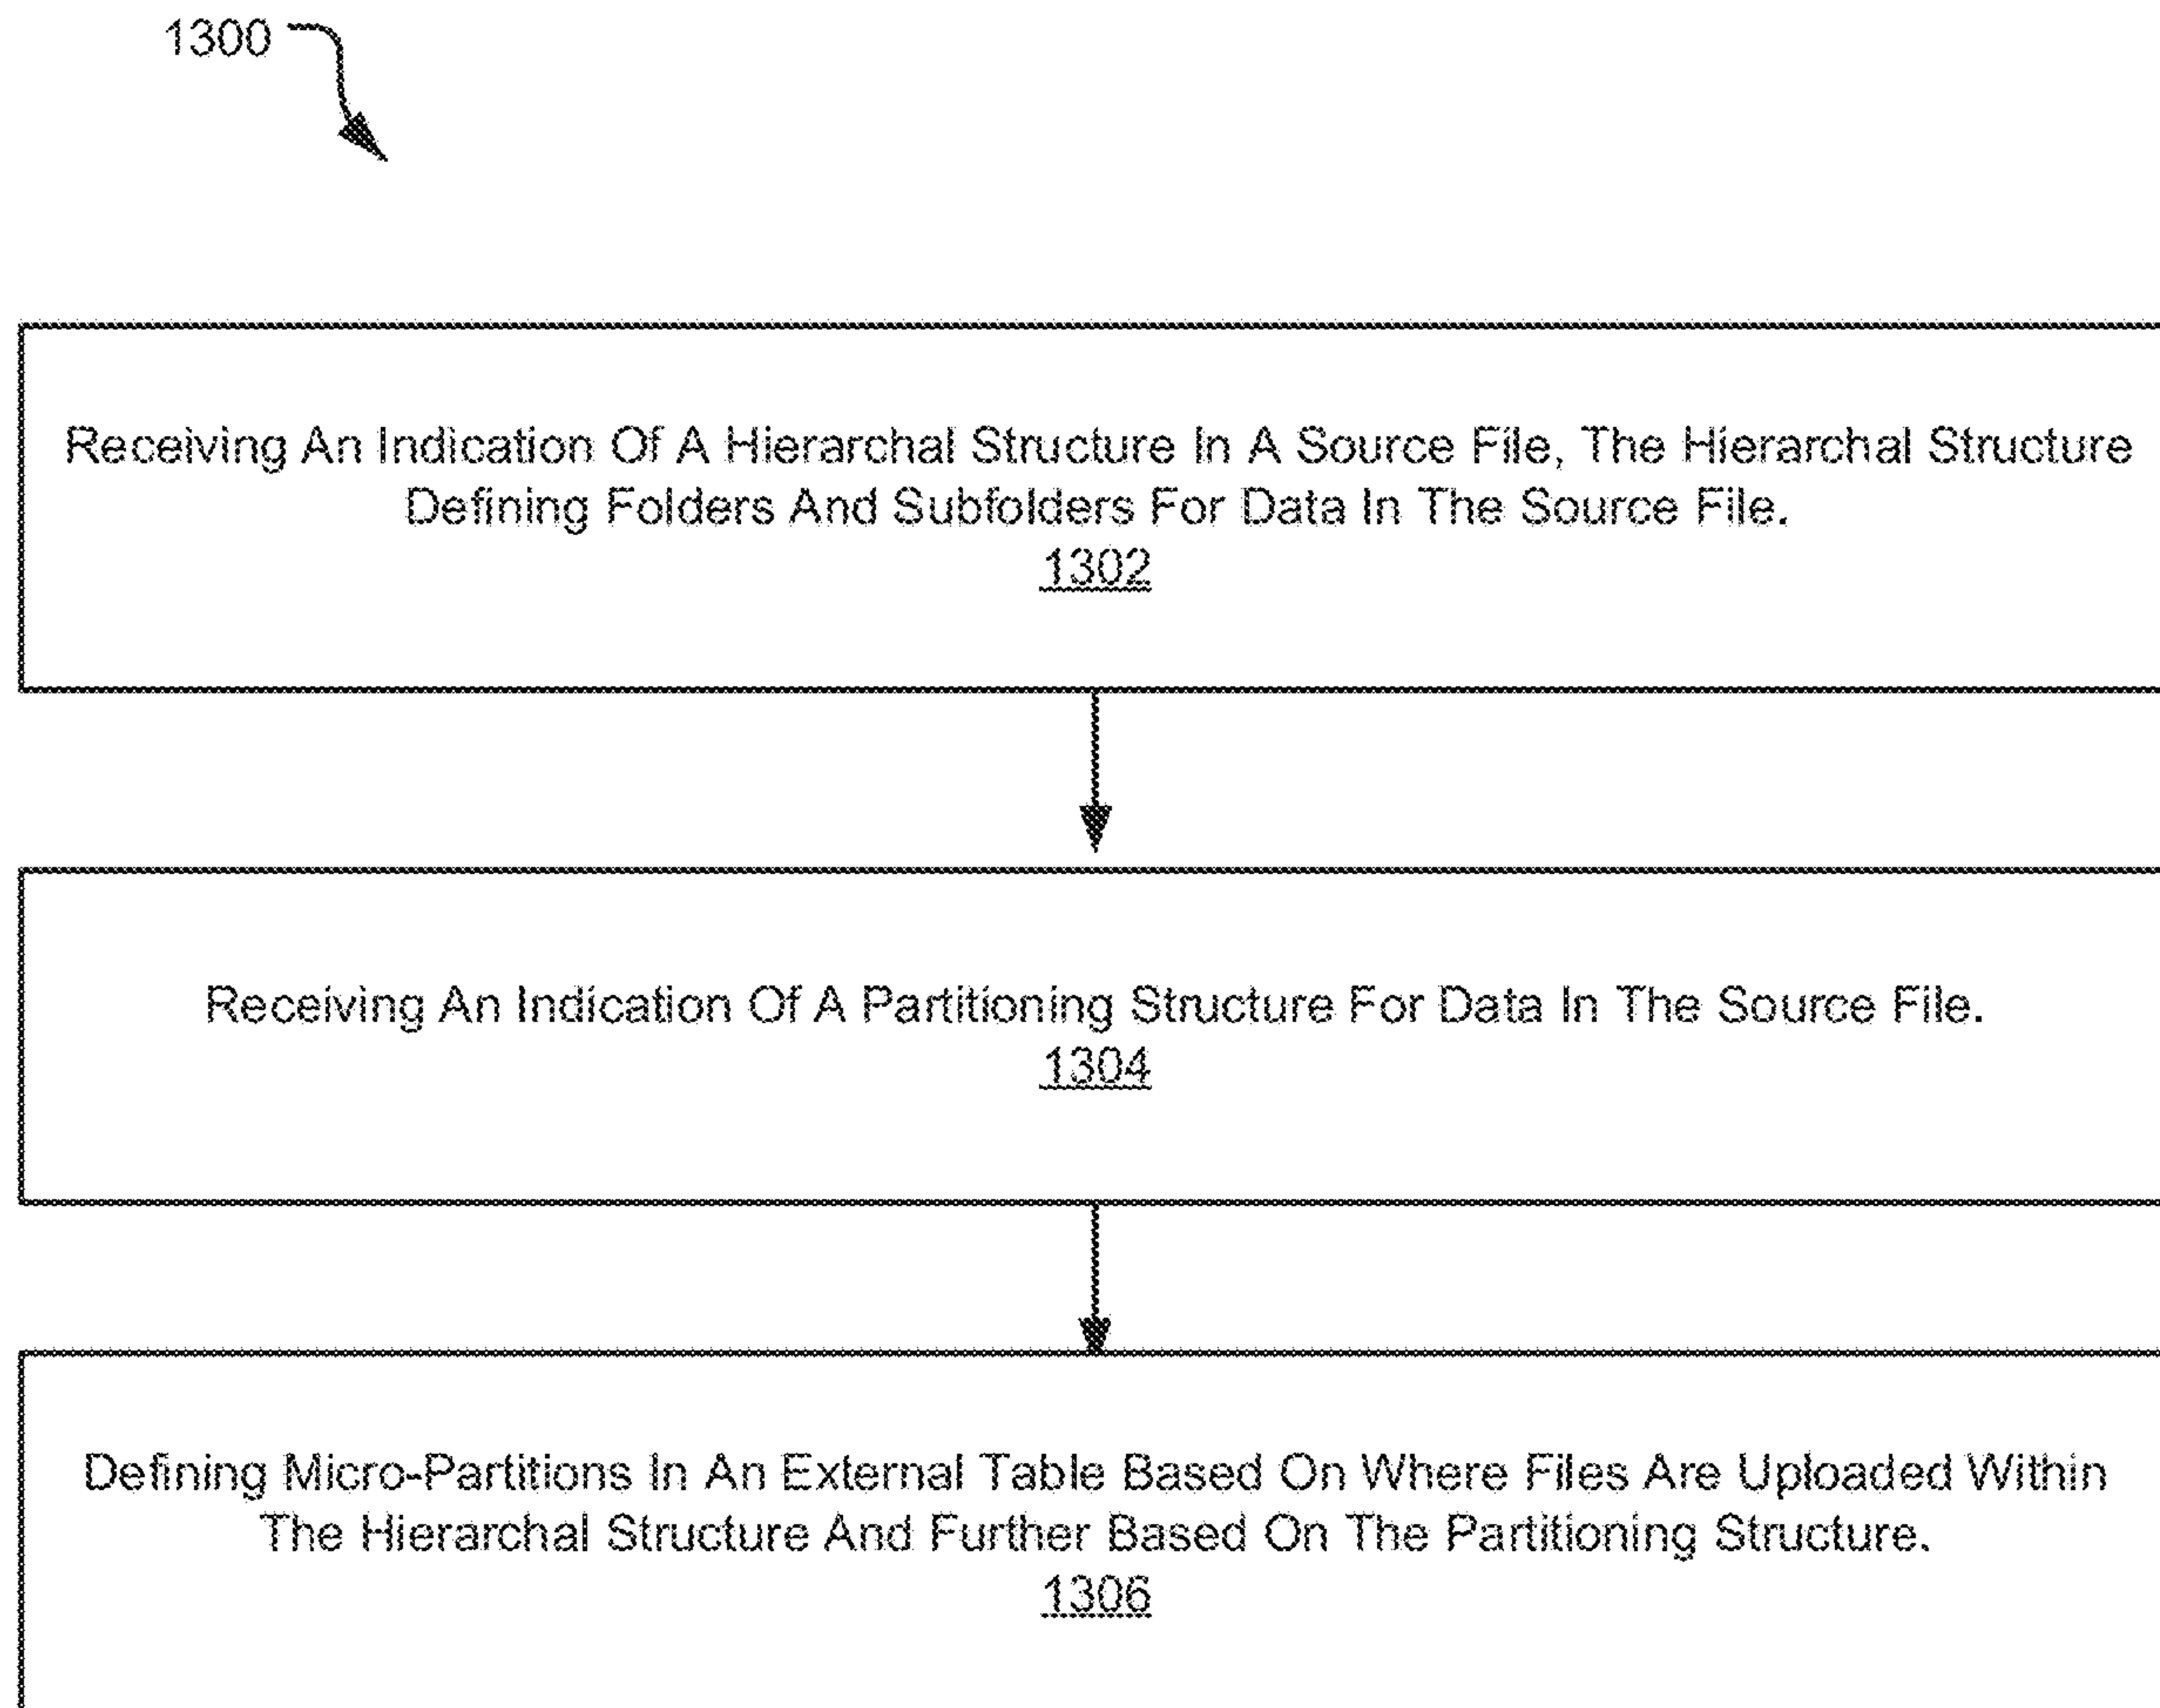 1300
Receiving An Indication Of A Hierarchal Structure In A Source File, The Hierarchal Structure
Defining Folders And Subfolders For Data In The Source File.
1302
Receiving An Indication Of A Partitioning Structure For Data In The Source File.
1304
Defining Micro-Partitions In An External Table Based On Where Files Are Uploaded Within
The Hierarchal Structure And Further Based On The Partitioning Structure.
1306